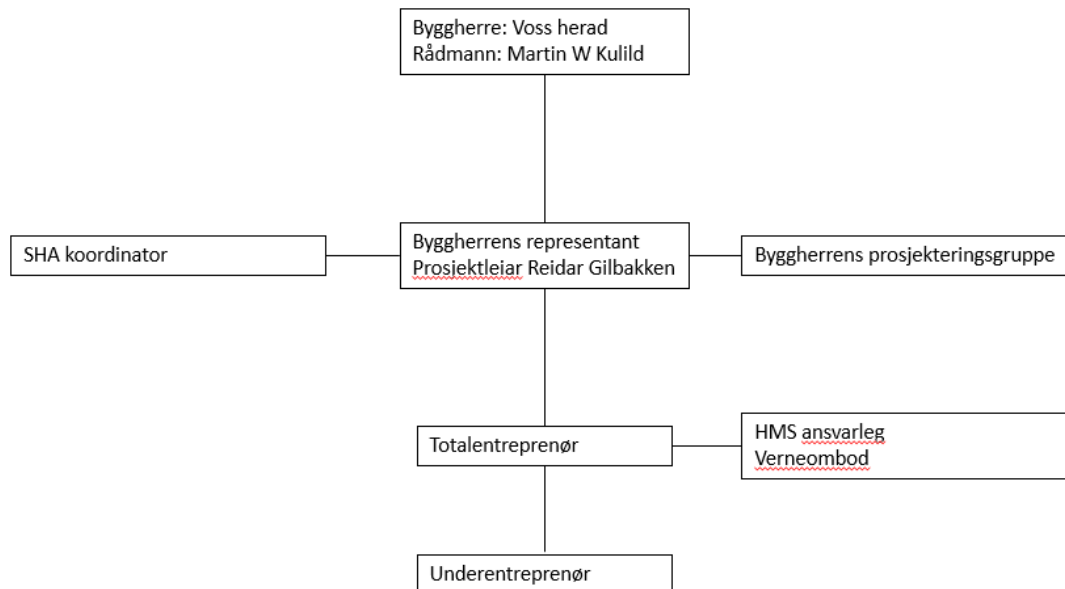 Byggherre: Voss herad
Rådmann: Martin W Kulild
SHA koordinator
Byggherrens representant
Prosjektleiar Reidar Gilbakken
Byggherrens prosjekteringsgruppe
Totalentreprenør
HMS ansvarleg
Verneombod
Underentreprenør